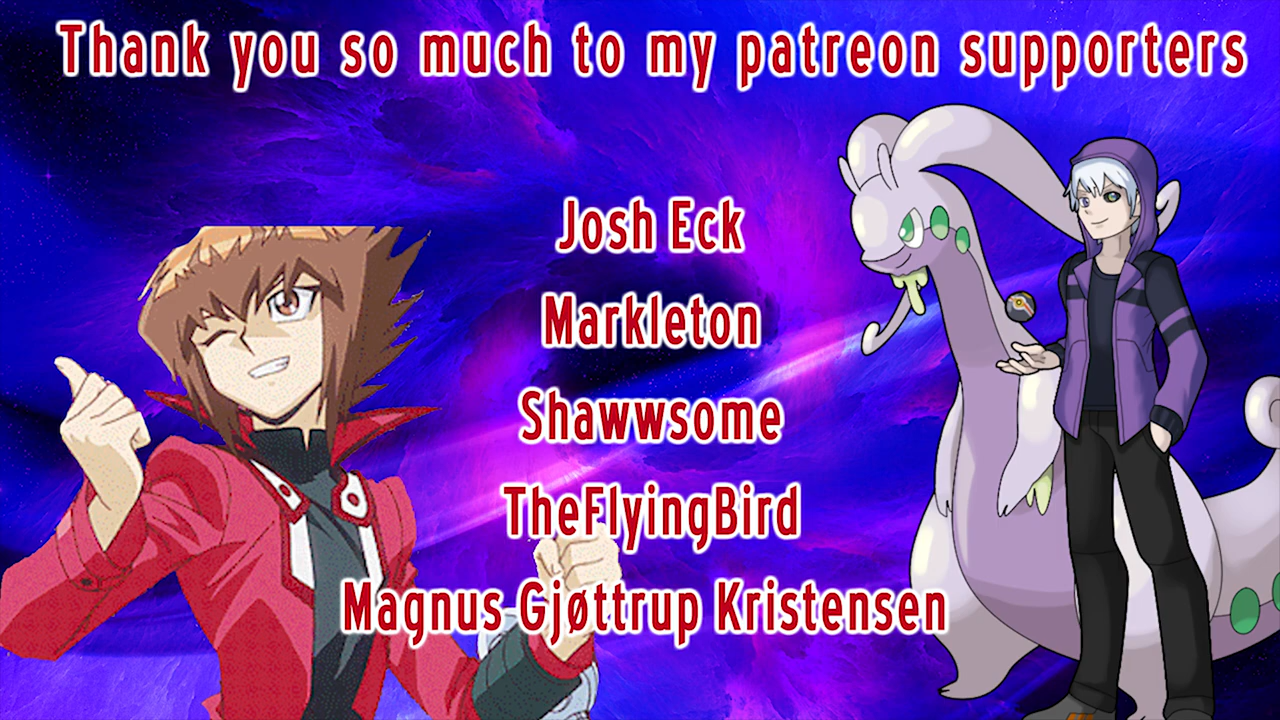 Thank you so much to my patreon supporters
Josh Eck
Markleton
Shawwsome
TheFlyingBird
Magnus Gjøttrup Kristensen